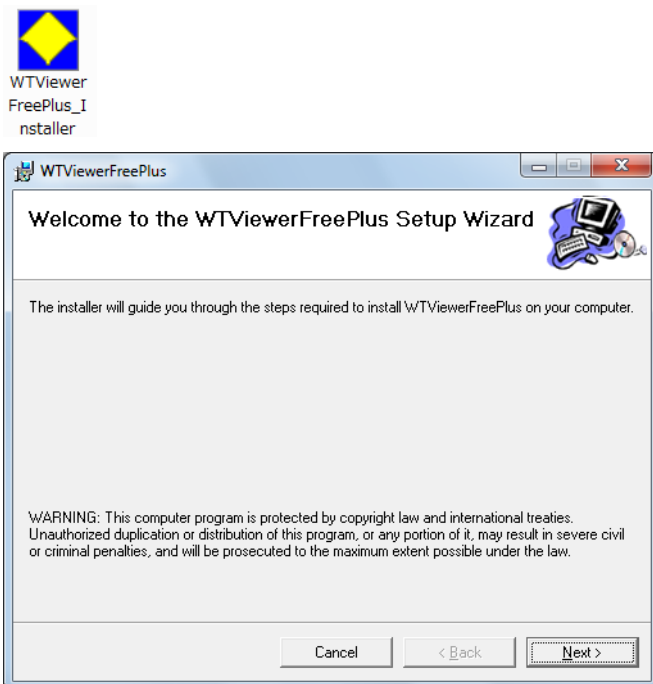 WTViewer
FreePlus_I
nstaller
WTViewerFreePlus
Welcome to the WTViewerFreePlus Setup Wizard
The installer will guide you through the steps required to install WTViewerFreePlus on your computer.
WARNING: This computer program is protected by copyright law and international treaties.
Unauthorized duplication or distribution of this program, or any portion of it, may result in severe civil
or criminal penalties, and will be prosecuted to the maximum extent possible under the law.
Cancel < Back Next >